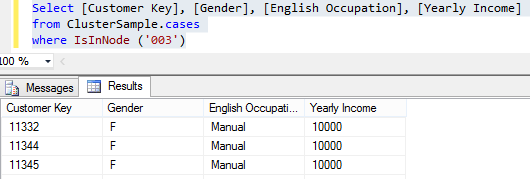 Select [Customer Key], [Gender], [English Occupation], [Yearly Income]
from ClusterSample.cases
where IsInNode ('003')
100 %
Messages Results
Customer Key Gender English Occupati... Yearly Income
11332 F Manual 10000
11344 F Manual 10000
11345 F Manual 10000